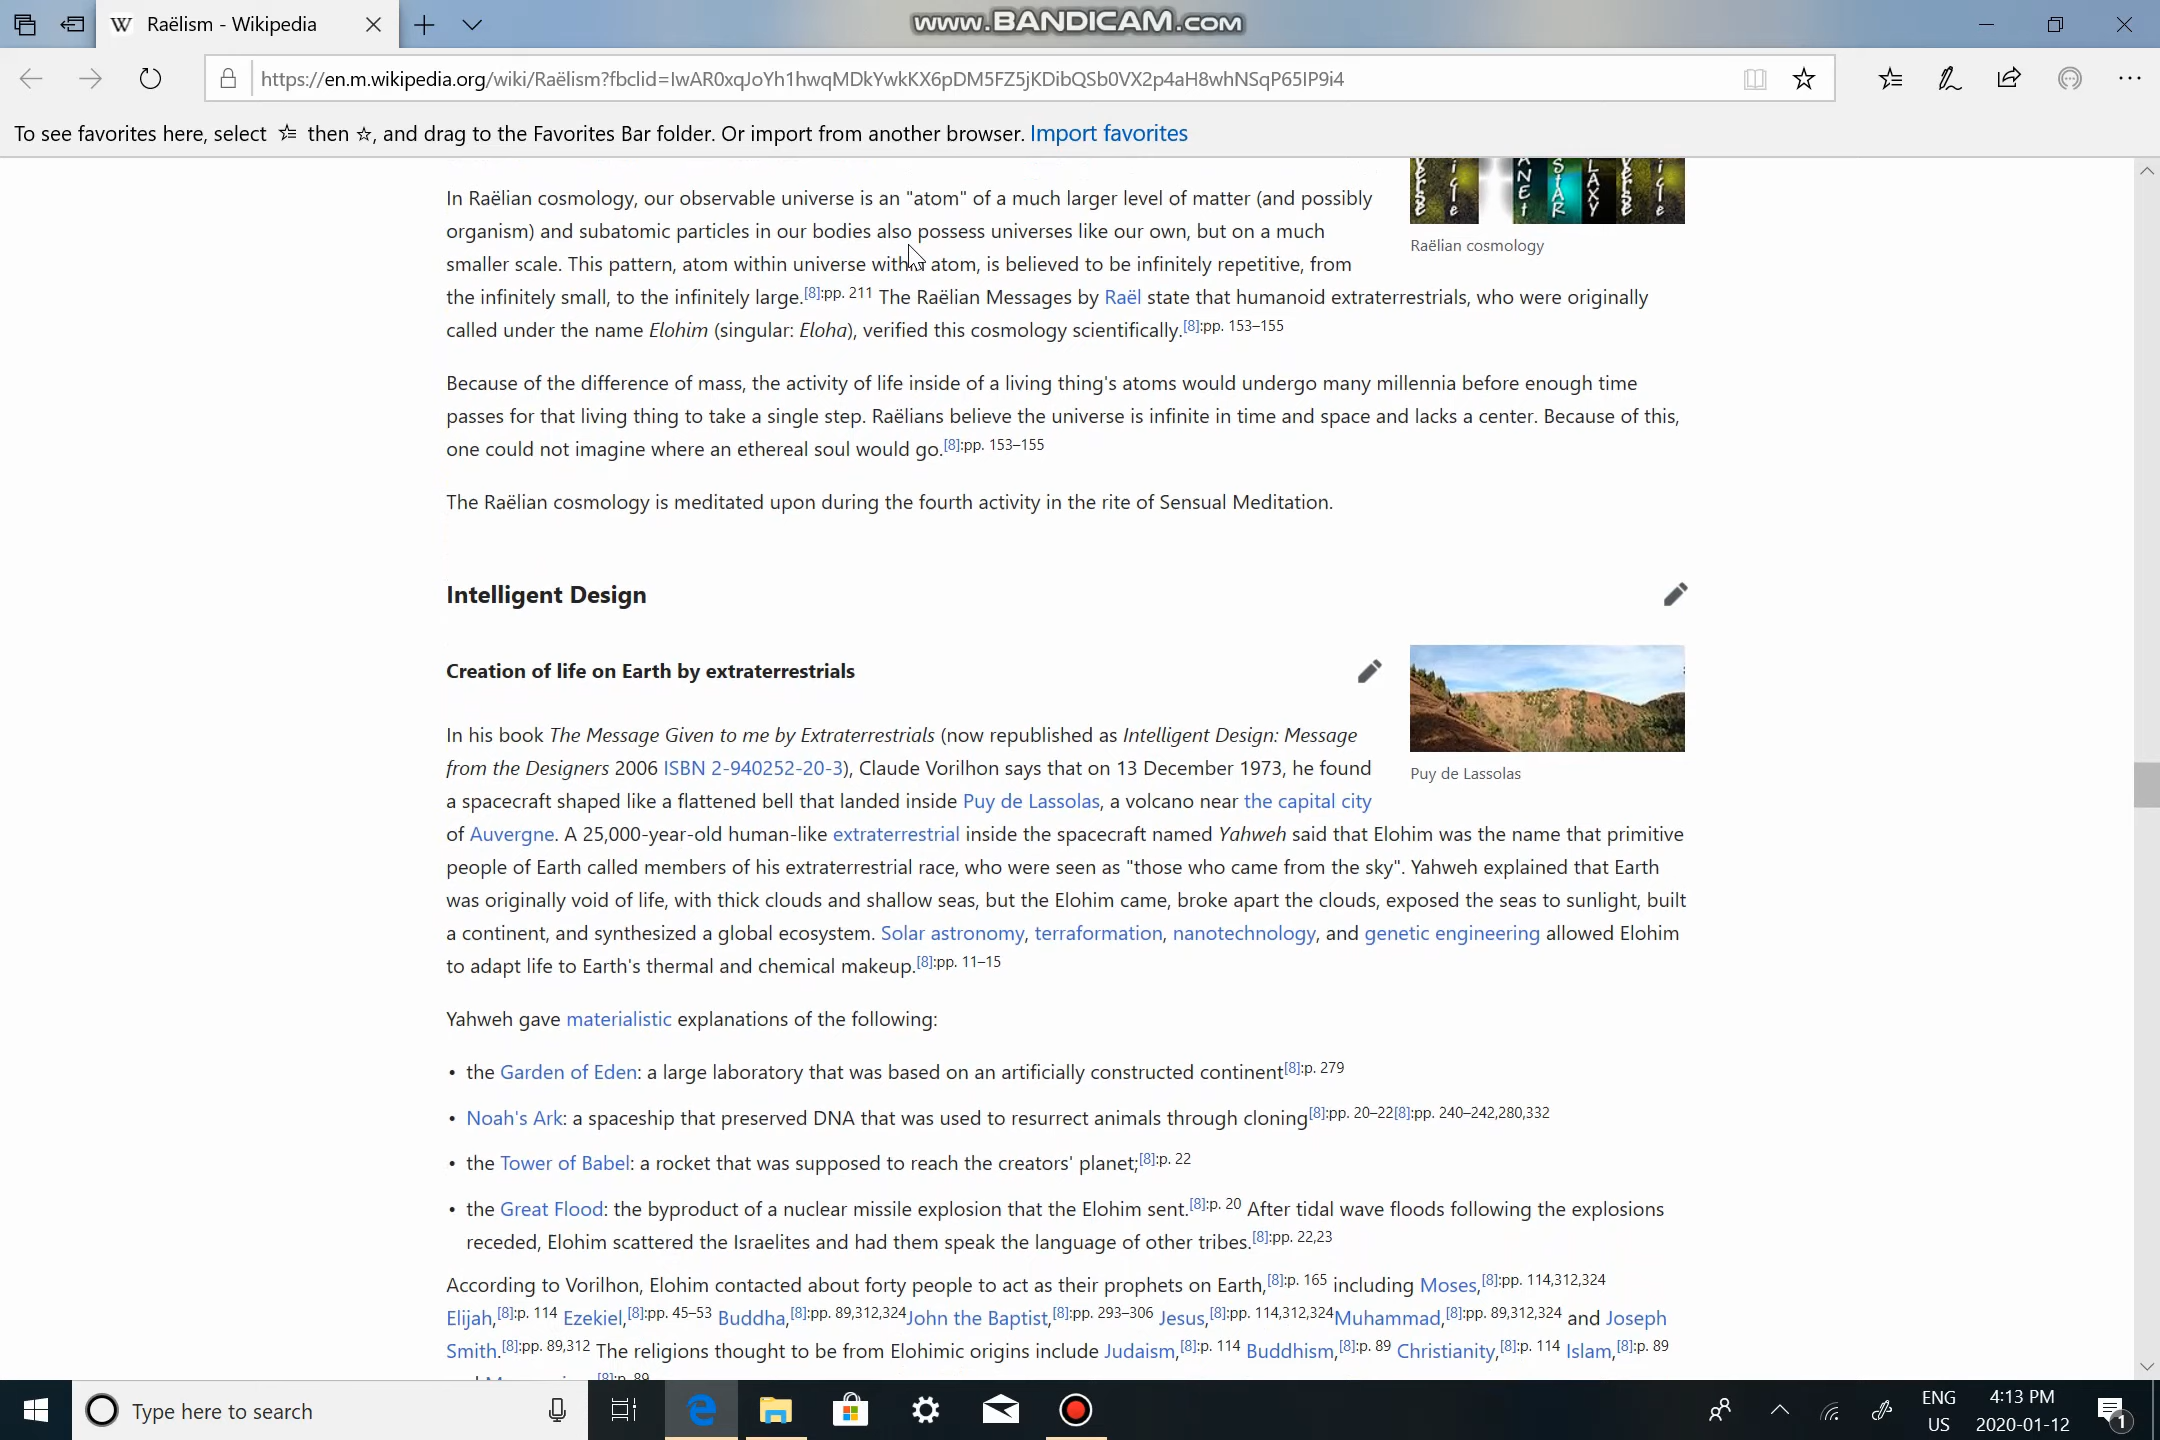 Raëlism - Wikipedia
www.BANDICAM.com
https://en.m.wikipedia.org/wiki/Raëlism?fbclid=IwAR0xqJoYh1hwqMDkYwkKX6pDM5FZ5jKDibQSb0VX2p4aH8whNSqP65IP9i4
To see favorites here, select then ☆, and drag to the Favorites Bar folder. Or import from another browser. Import favorites
In Raëlian cosmology, our observable universe is an "atom" of a much larger level of matter (and possibly
organism) and subatomic particles in our bodies also possess universes like our own, but on a much
smaller scale. This pattern, atom within universe within atom, is believed to be infinitely repetitive, from
the infinitely small, to the infinitely large.[8]:pp. 211 The Raëlian Messages by Raël state that humanoid extraterrestrials, who were originally
called under the name Elohim (singular: Eloha), verified this cosmology scientifically.[8]:pp. 153–155
Raëlian cosmology
Because of the difference of mass, the activity of life inside of a living thing's atoms would undergo many millennia before enough time
passes for that living thing to take a single step. Raëlians believe the universe is infinite in time and space and lacks a center. Because of this,
one could not imagine where an ethereal soul would go.[8]:pp. 153–155
The Raëlian cosmology is meditated upon during the fourth activity in the rite of Sensual Meditation.
Intelligent Design
Creation of life on Earth by extraterrestrials
In his book The Message Given to me by Extraterrestrials (now republished as Intelligent Design: Message
from the Designers 2006 ISBN 2-940252-20-3), Claude Vorilhon says that on 13 December 1973, he found
a spacecraft shaped like a flattened bell that landed inside Puy de Lassolas, a volcano near the capital city
of Auvergne. A 25,000-year-old human-like extraterrestrial inside the spacecraft named Yahweh said that Elohim was the name that primitive
people of Earth called members of his extraterrestrial race, who were seen as "those who came from the sky". Yahweh explained that Earth
was originally void of life, with thick clouds and shallow seas, but the Elohim came, broke apart the clouds, exposed the seas to sunlight, built
a continent, and synthesized a global ecosystem. Solar astronomy, terraformation, nanotechnology, and genetic engineering allowed Elohim
to adapt life to Earth's thermal and chemical makeup.[8]:pp. 11–15
Puy de Lassolas
Yahweh gave materialistic explanations of the following:
• the Garden of Eden: a large laboratory that was based on an artificially constructed continent[8]:p. 279
• Noah's Ark: a spaceship that preserved DNA that was used to resurrect animals through cloning[8]:pp. 20–22[8]:pp. 240–242,280,332
• the Tower of Babel: a rocket that was supposed to reach the creators' planet;[8]:p. 22
• the Great Flood: the byproduct of a nuclear missile explosion that the Elohim sent.[8]:p. 20 After tidal wave floods following the explosions
receded, Elohim scattered the Israelites and had them speak the language of other tribes.[8]:pp. 22,23
According to Vorilhon, Elohim contacted about forty people to act as their prophets on Earth,[8]:p. 165 including Moses,[8]:pp. 114,312,324
Elijah,[8]:p. 114 Ezekiel,[8]:pp. 45–53 Buddha,[8]:pp. 89,312,324John the Baptist,[8]:pp. 293–306 Jesus,[8]:pp. 114,312,324Muhammad,[8]:pp. 89,312,324 and Joseph
Smith.[8]:pp. 89,312 The religions thought to be from Elohimic origins include Judaism,[8]:p. 114 Buddhism,[8]:p. 89 Christianity,[8]:p. 114 Islam,[8]:p. 89
Type here to search
ENG
US
4:13 PM
2020-01-12
1